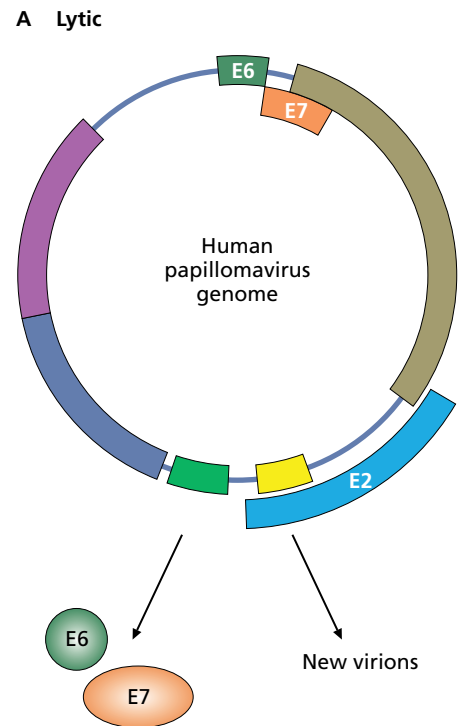 A Lytic
E6
E7
Human
papillomavirus
genome
E2
E6
New virions
E7